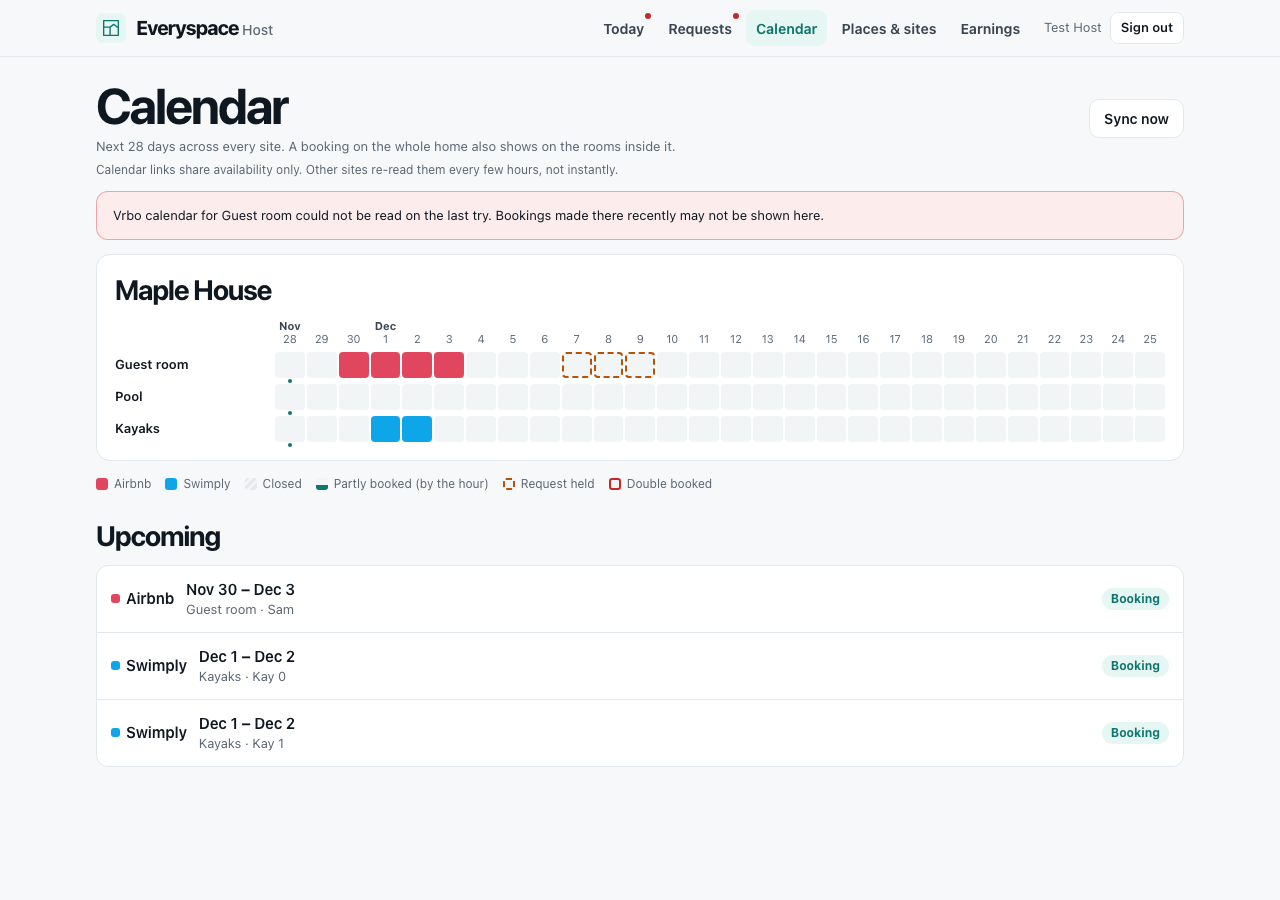 Everyspace Host
Today Requests Calendar Places & sites Earnings Test Host Sign out
Calendar
Sync now
Next 28 days across every site. A booking on the whole home also shows on the rooms inside it.
Calendar links share availability only. Other sites re-read them every few hours, not instantly.
Vrbo calendar for Guest room could not be read on the last try. Bookings made there recently may not be shown here.
Maple House
Nov Dec
28 29 30 1 2 3 4 5 6 7 8 9 10 11 12 13 14 15 16 17 18 19 20 21 22 23 24 25
Guest room
Pool
Kayaks
Airbnb Swimply Closed Partly booked (by the hour) Request held Double booked
Upcoming
Airbnb Nov 30 – Dec 3 Booking
Guest room · Sam
Swimply Dec 1 – Dec 2 Booking
Kayaks · Kay 0
Swimply Dec 1 – Dec 2 Booking
Kayaks · Kay 1